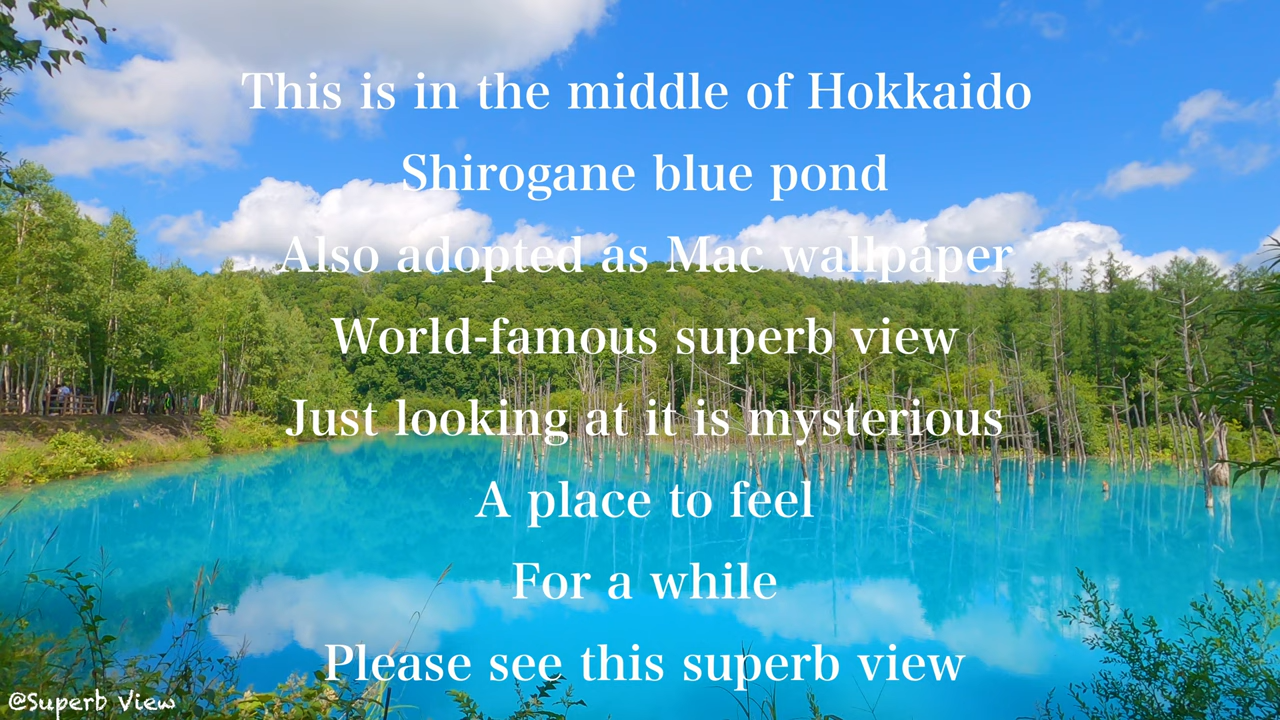 This is in the middle of Hokkaido
Shirogane blue pond
Also adopted as Mac wallpaper
World-famous superb view
Just looking at it is mysterious
A place to feel
For a while
Please see this superb view
@Superb View